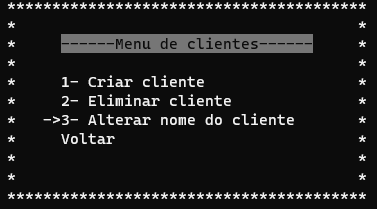 ****************************************
*                                      *
*     ------Menu de clientes------     *
*                                      *
*     1- Criar cliente                 *
*     2- Eliminar cliente              *
*   ->3- Alterar nome do cliente       *
*     Voltar                           *
*                                      *
*                                      *
****************************************